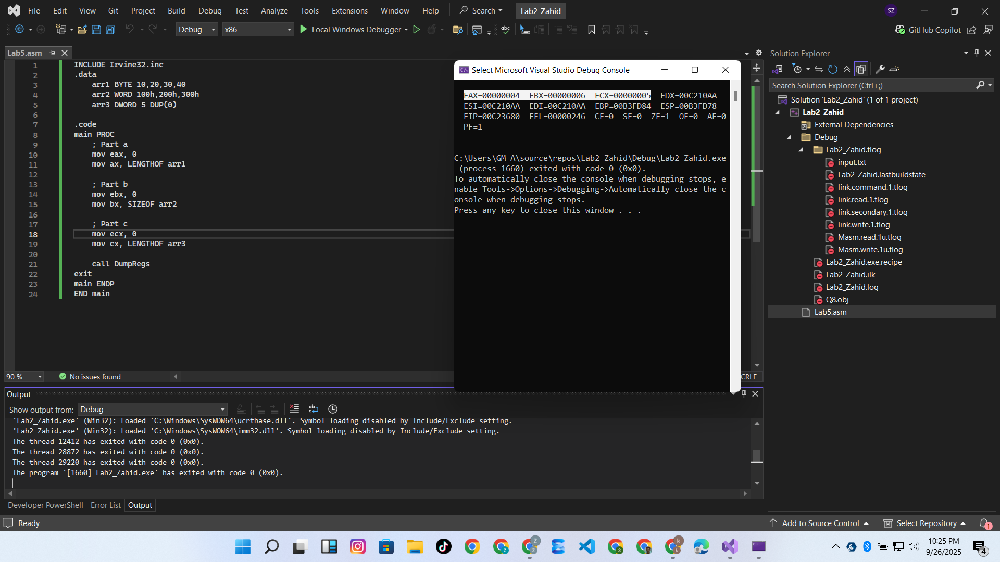 File Edit View Git Project Build Debug Test Analyze Tools Extensions Window Help Search Lab2_Zahid SZ
Debug x86 Local Windows Debugger abc GitHub Copilot
Lab5.asm
1 INCLUDE Irvine32.inc
2 .data
3 arr1 BYTE 10,20,30,40
4 arr2 WORD 100h,200h,300h
5 arr3 DWORD 5 DUP(0)
6
7 .code
8 main PROC
9 ; Part a
10 mov eax, 0
11 mov ax, LENGTHOF arr1
12
13 ; Part b
14 mov ebx, 0
15 mov bx, SIZEOF arr2
16
17 ; Part c
18 mov ecx, 0
19 mov cx, LENGTHOF arr3
20
21 call DumpRegs
22 exit
23 main ENDP
24 END main
90 % No issues found CRLF
Select Microsoft Visual Studio Debug Console
EAX=00000004 EBX=00000006 ECX=00000005 EDX=00C210AA
ESI=00C210AA EDI=00C210AA EBP=00B3FD84 ESP=00B3FD78
EIP=00C23680 EFL=00000246 CF=0 SF=0 ZF=1 OF=0 AF=0
PF=1
C:\Users\GM A\source\repos\Lab2_Zahid\Debug\Lab2_Zahid.exe
(process 1660) exited with code 0 (0x0).
To automatically close the console when debugging stops, e
nable Tools->Options->Debugging->Automatically close the c
onsole when debugging stops.
Press any key to close this window . . .
Solution Explorer
Search Solution Explorer (Ctrl+;)
Solution 'Lab2_Zahid' (1 of 1 project)
Lab2_Zahid
External Dependencies
Debug
Lab2_Zahid.tlog
input.txt
Lab2_Zahid.lastbuildstate
link.command.1.tlog
link.read.1.tlog
link.secondary.1.tlog
link.write.1.tlog
Masm.read.1u.tlog
Masm.write.1u.tlog
Lab2_Zahid.exe.recipe
Lab2_Zahid.ilk
Lab2_Zahid.log
Q8.obj
Lab5.asm
Output
Show output from: Debug
'Lab2_Zahid.exe' (Win32): Loaded 'C:\Windows\SysWOW64\ucrtbase.dll'. Symbol loading disabled by Include/Exclude setting.
'Lab2_Zahid.exe' (Win32): Loaded 'C:\Windows\SysWOW64\imm32.dll'. Symbol loading disabled by Include/Exclude setting.
The thread 12412 has exited with code 0 (0x0).
The thread 28872 has exited with code 0 (0x0).
The thread 29220 has exited with code 0 (0x0).
The program '[1660] Lab2_Zahid.exe' has exited with code 0 (0x0).
Developer PowerShell Error List Output
Ready Add to Source Control Select Repository 1
10:25 PM
9/26/2025
4